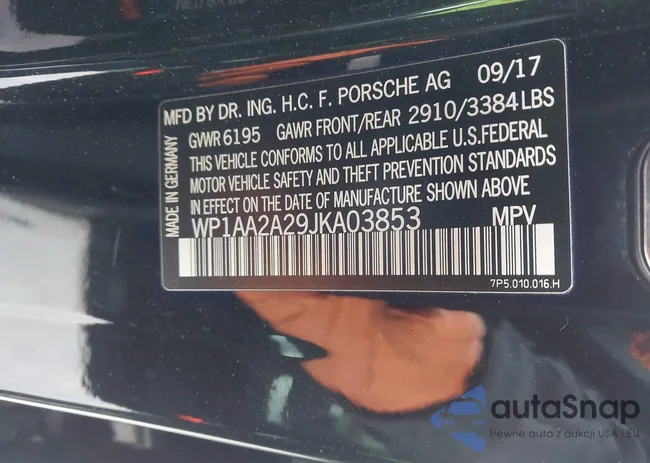 MFD BY DR. ING. H.C. F. PORSCHE AG 09/17
GVWR 6195 GAWR FRONT/REAR 2910/3384LBS
THIS VEHICLE CONFORMS TO ALL APPLICABLE U.S.FEDERAL
MOTOR VEHICLE SAFETY AND THEFT PREVENTION STANDARDS
IN EFFECT ON THE DATE OF MANUFACTURE SHOWN ABOVE
WP1AA2A29JKA03853 MPV
MADE IN GERMANY
7P5.010.016.H
autaSnap
Pewne auta z aukcji USA · EU